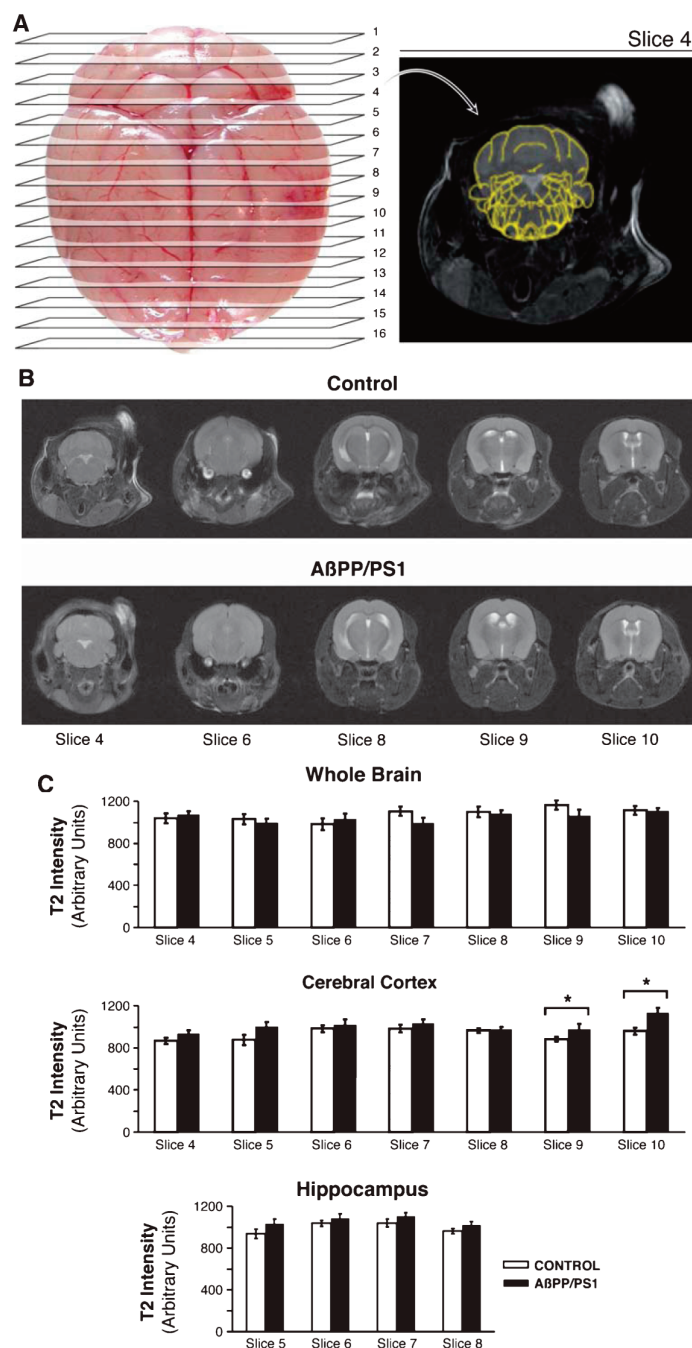 A
1
2
3
4
5
6
7
8
9
10
11
12
13
14
15
16
Slice 4
B
Control
AßPP/PS1
Slice 4 Slice 6 Slice 8 Slice 9 Slice 10
C
Whole Brain
T2 Intensity
(Arbitrary Units)
1200
800
400
0
Slice 4 Slice 5 Slice 6 Slice 7 Slice 8 Slice 9 Slice 10
Cerebral Cortex
T2 Intensity
(Arbitrary Units)
1200
800
400
0
* *
Slice 4 Slice 5 Slice 6 Slice 7 Slice 8 Slice 9 Slice 10
Hippocampus
T2 Intensity
(Arbitrary Units)
1200
800
400
0
Slice 5 Slice 6 Slice 7 Slice 8
CONTROL
AßPP/PS1